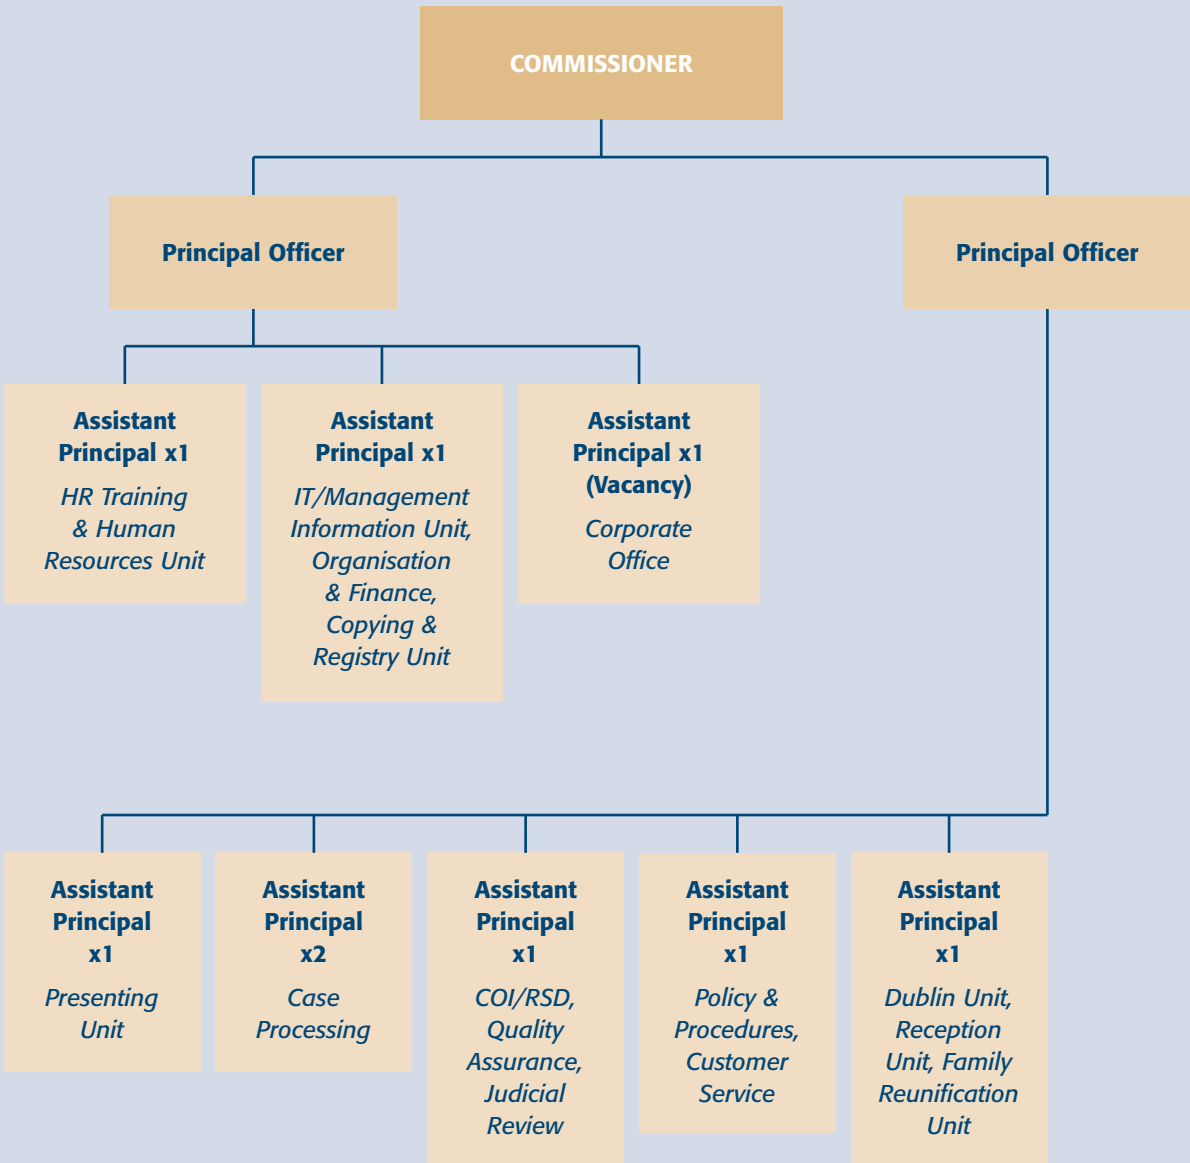 COMMISSIONER
Principal Officer
Principal Officer
Assistant
Principal x1
HR Training
& Human
Resources Unit
Assistant
Principal x1
IT/Management
Information Unit,
Organisation
& Finance,
Copying &
Registry Unit
Assistant
Principal x1
(Vacancy)
Corporate
Office
Assistant
Principal
x1
Presenting
Unit
Assistant
Principal
x2
Case
Processing
Assistant
Principal
x1
COI/RSD,
Quality
Assurance,
Judicial
Review
Assistant
Principal
x1
Policy &
Procedures,
Customer
Service
Assistant
Principal
x1
Dublin Unit,
Reception
Unit, Family
Reunification
Unit